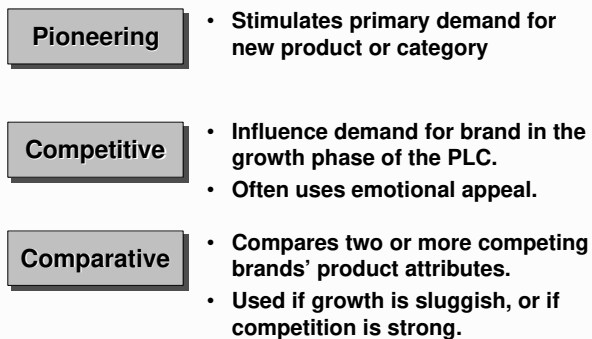 Pioneering
• Stimulates primary demand for
new product or category
Competitive
• Influence demand for brand in the
growth phase of the PLC.
• Often uses emotional appeal.
Comparative
• Compares two or more competing
brands’ product attributes.
• Used if growth is sluggish, or if
competition is strong.